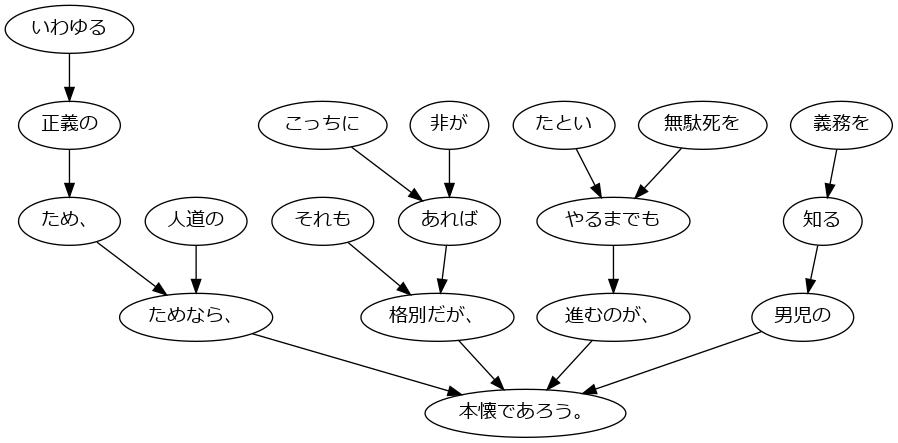 いわゆる
正義の
こっちに
非が
たとい
無駄死を
義務を
ため、
人道の
それも
あれば
やるまでも
知る
ためなら、
格別だが、
進むのが、
男児の
本懐であろう。